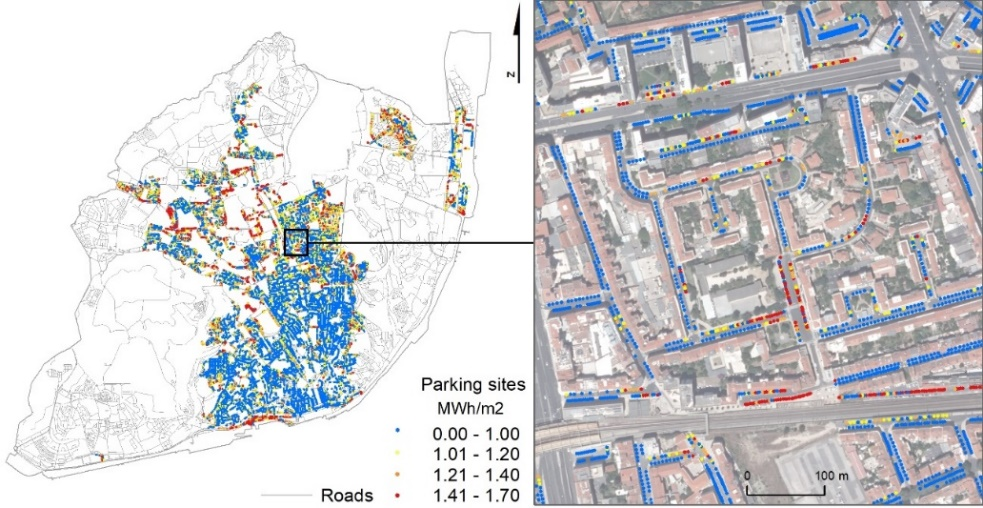 N
Parking sites
MWh/m2
0.00 - 1.00
1.01 - 1.20
1.21 - 1.40
Roads 1.41 - 1.70
0 100 m